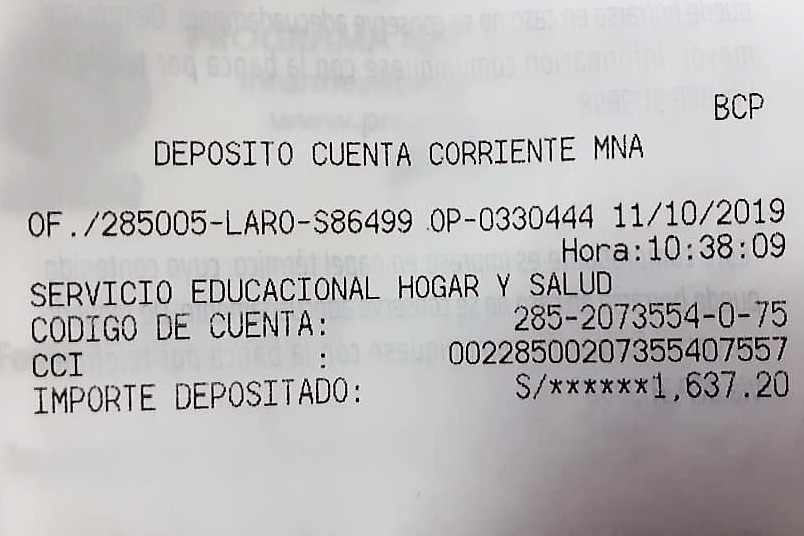 BCP
DEPOSITO CUENTA CORRIENTE MNA
OF./285005-LARO-S86499 OP-0330444 11/10/2019
Hora:10:38:09
SERVICIO EDUCACIONAL HOGAR Y SALUD
CODIGO DE CUENTA: 285-2073554-0-75
CCI : 00228500207355407557
IMPORTE DEPOSITADO: S/******1,637.20